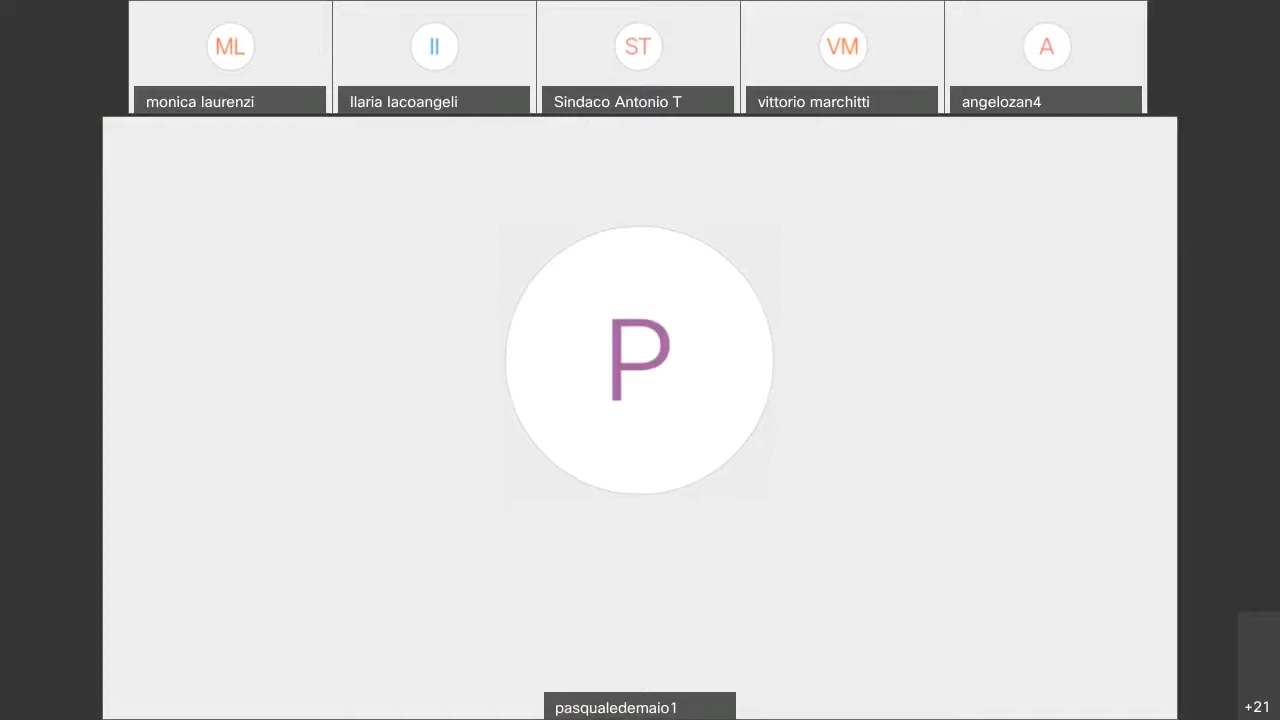 ML
II
ST
VM
A
monica laurenzi
Ilaria Iacoangeli
Sindaco Antonio T
vittorio marchitti
angelozan4
P
pasqualedemaio1
+21